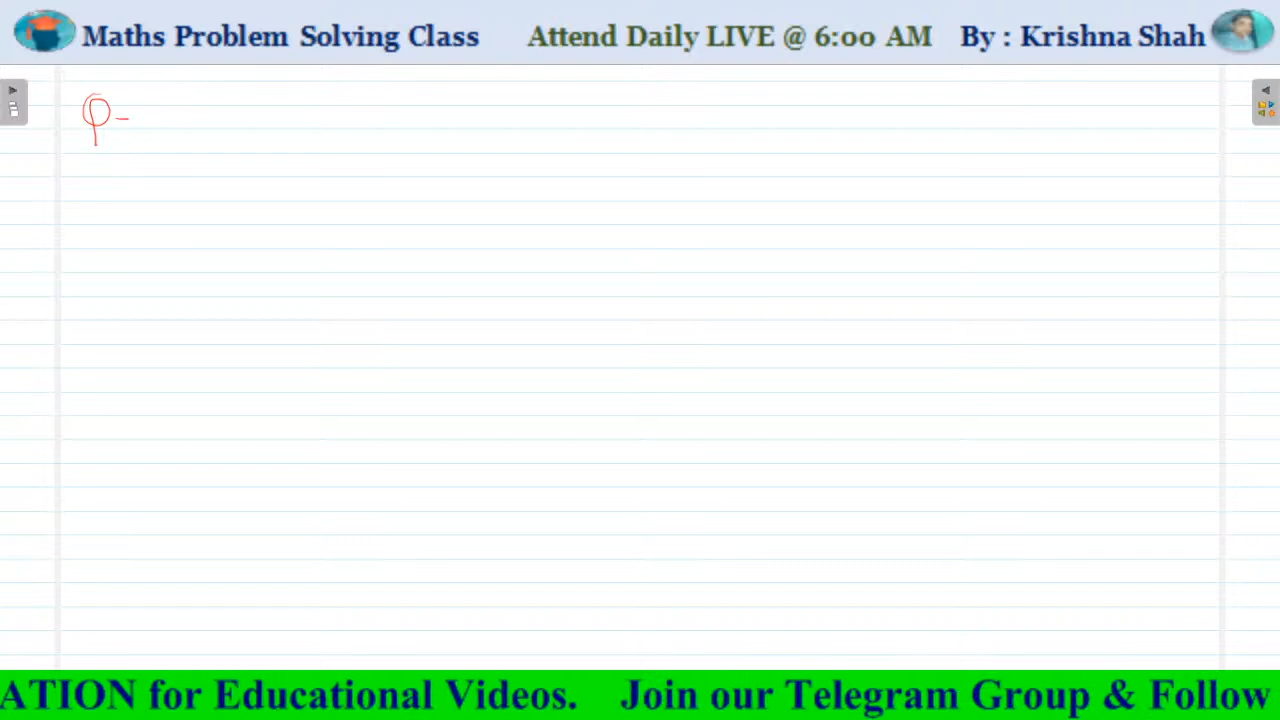 Maths Problem Solving Class Attend Daily LIVE @ 6:00 AM By : Krishna Shah
Q-
ATION for Educational Videos. Join our Telegram Group & Follow